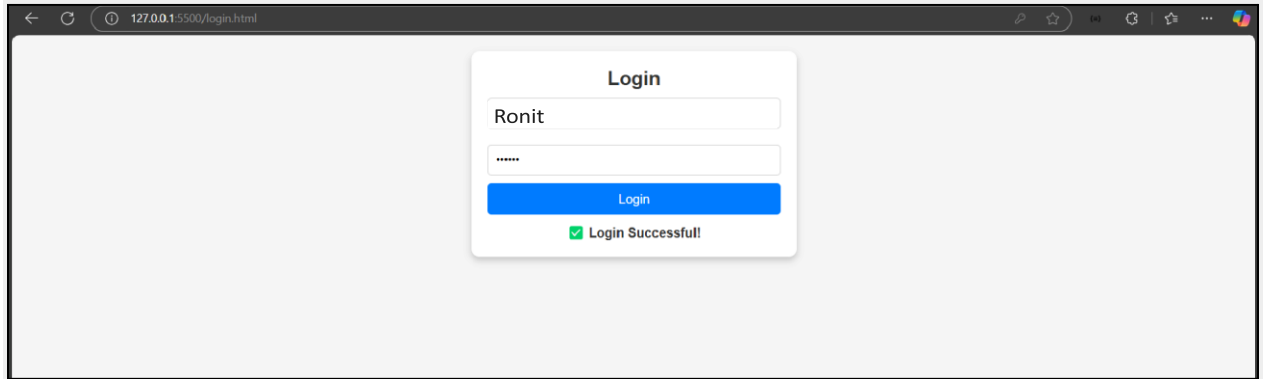 127.0.0.1:5500/login.html
Login
Ronit
••••••
Login
✅ Login Successful!